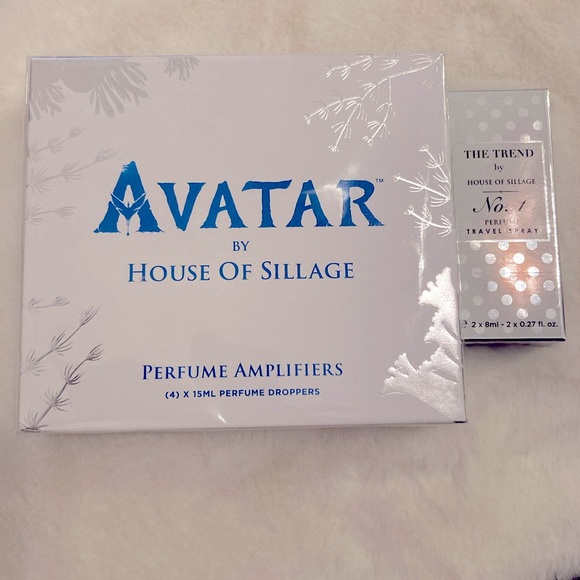 AVATAR™
BY
HOUSE OF SILLAGE
PERFUME AMPLIFIERS
(4) X 15ML PERFUME DROPPERS
THE TREND
by
HOUSE OF SILLAGE
No. 1
PERFUME
TRAVEL SPRAY
e 2 x 8ml - 2 x 0.27 fl. oz.